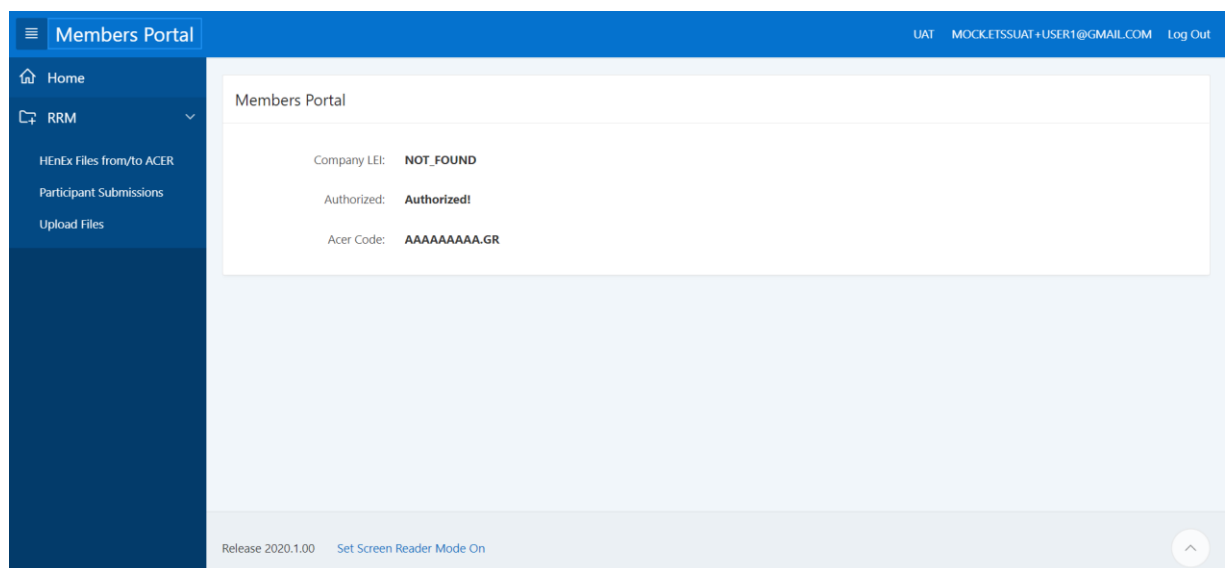 Members Portal UAT MOCK.ETSSUAT+USER1@GMAIL.COM Log Out
Home
RRM
HEnEx Files from/to ACER
Participant Submissions
Upload Files
Members Portal
Company LEI: NOT_FOUND
Authorized: Authorized!
Acer Code: AAAAAAAAA.GR
Release 2020.1.00 Set Screen Reader Mode On